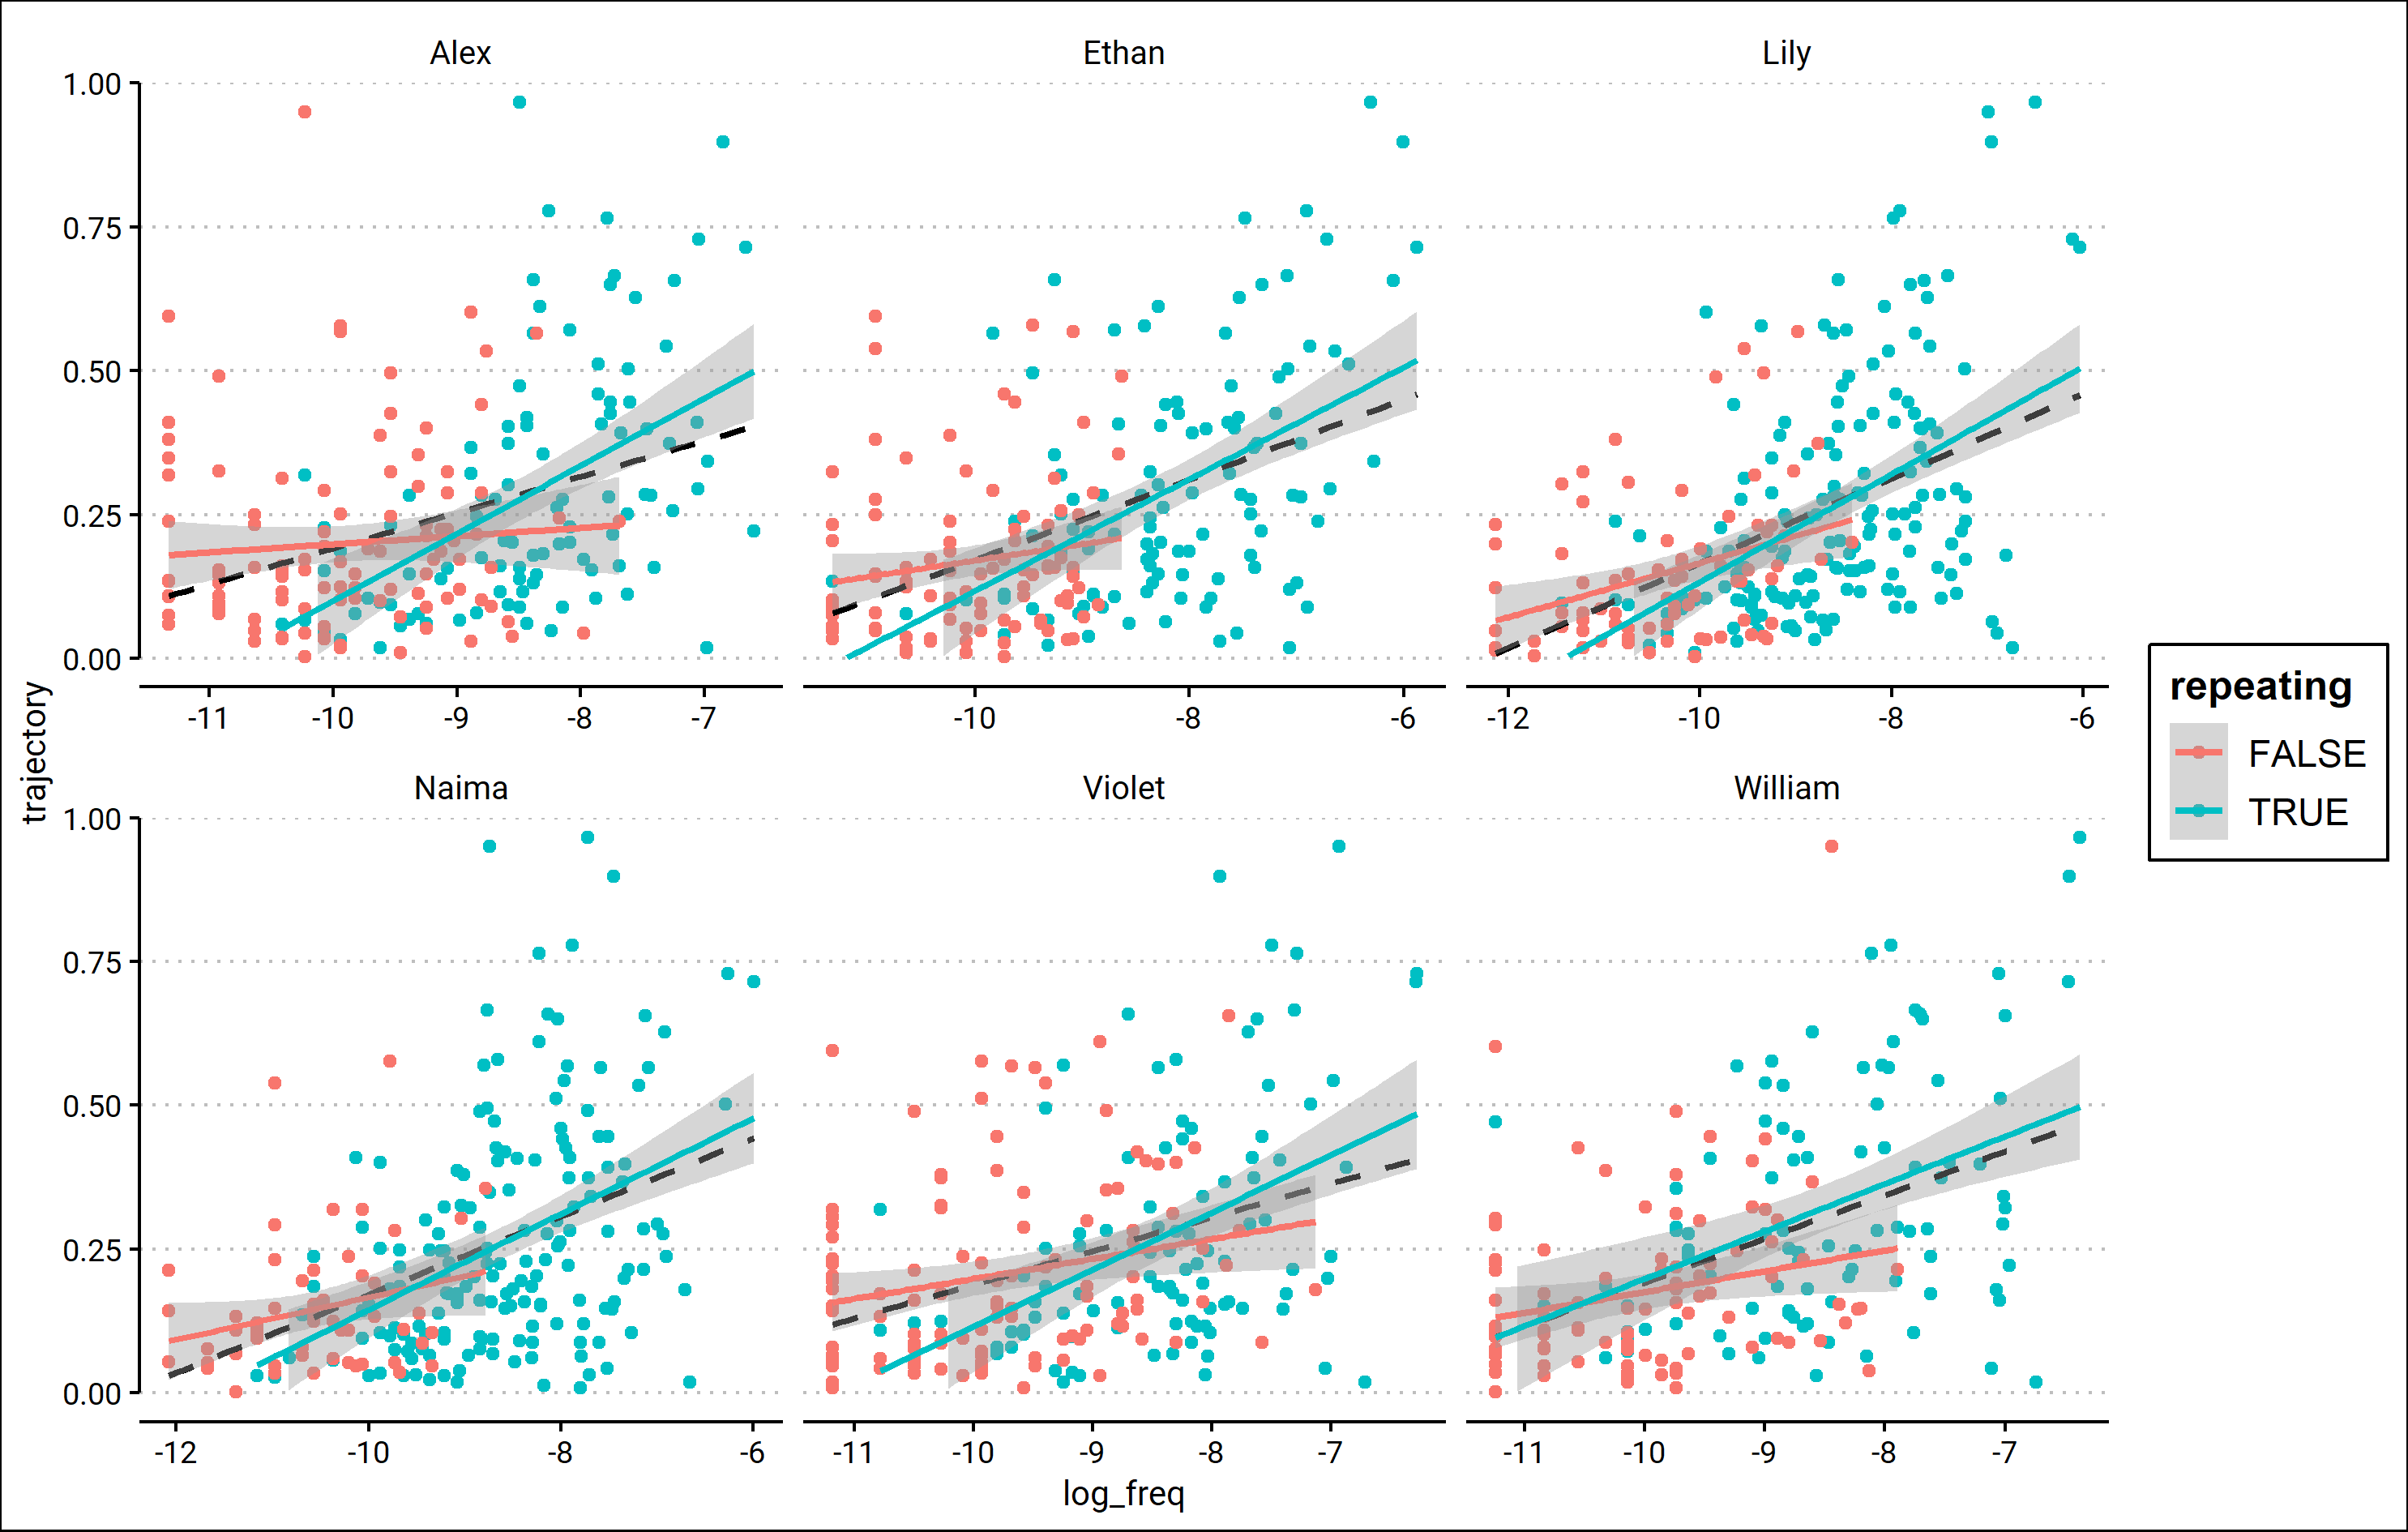 Alex Ethan Lily
1.00
0.75
0.50
0.25
0.00
-11 -10 -9 -8 -7 -10 -8 -6 -12 -10 -8 -6
trajectory
repeating
FALSE
TRUE
Naima Violet William
1.00
0.75
0.50
0.25
0.00
-12 -10 -8 -6 -11 -10 -9 -8 -7 -11 -10 -9 -8 -7
log_freq